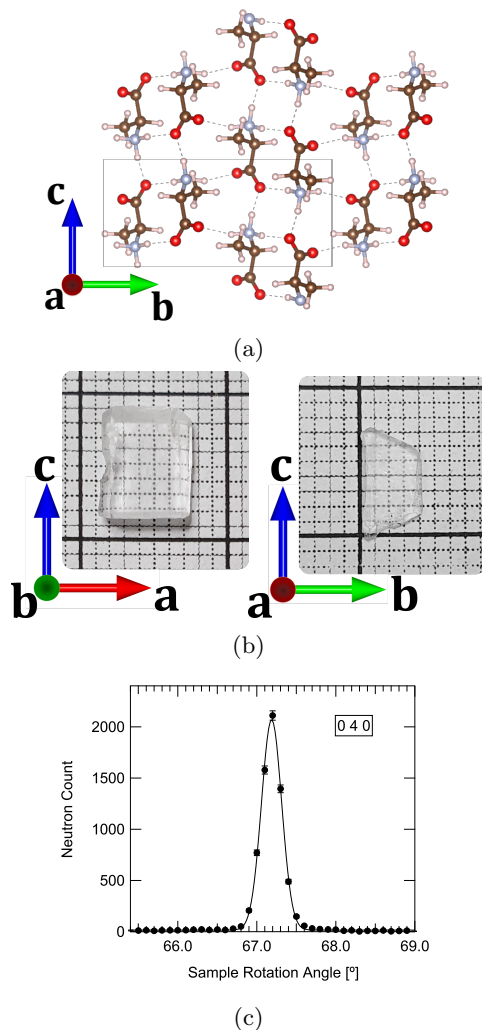 c
a
b
(a)
c
b
a
c
a
b
(b)
2000
1500
1000
500
0
Neutron Count
0 4 0
66.0 67.0 68.0 69.0
Sample Rotation Angle [º]
(c)